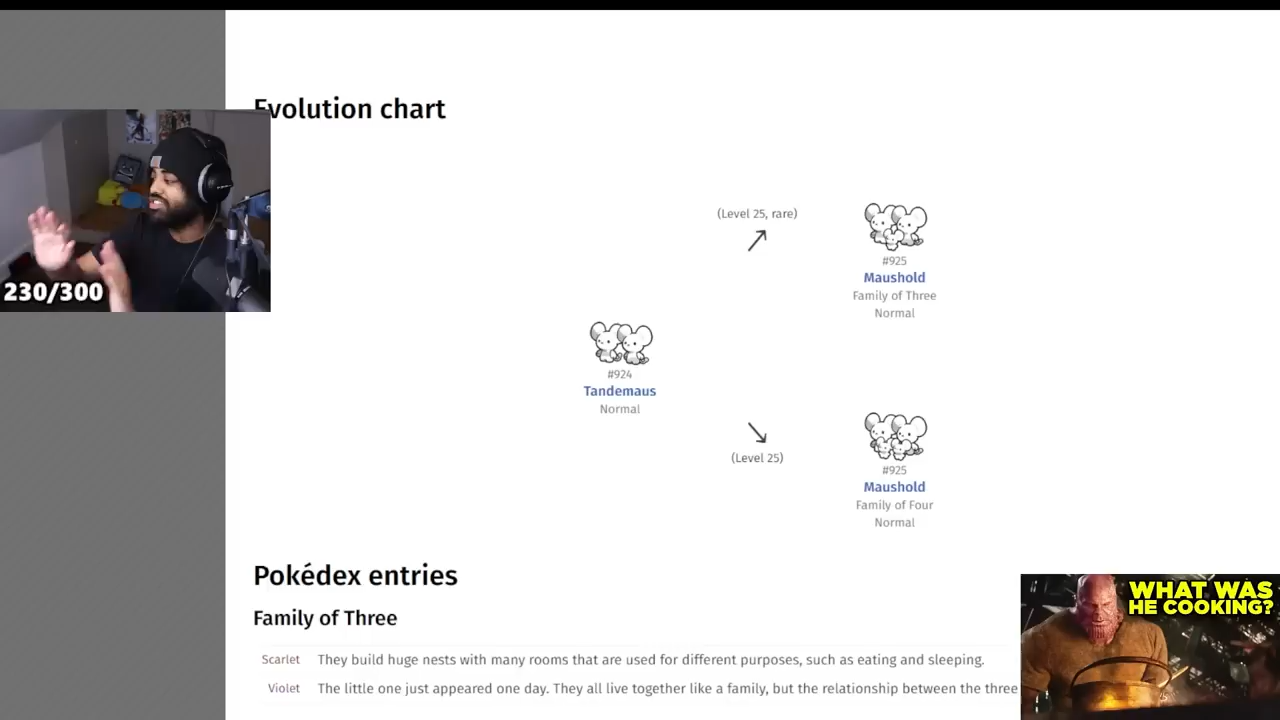 Evolution chart
(Level 25, rare)
#925
Maushold
Family of Three
Normal
230/300
#924
Tandemaus
Normal
(Level 25)
#925
Maushold
Family of Four
Normal
Pokédex entries
Family of Three
WHAT WAS
HE COOKING?
Scarlet They build huge nests with many rooms that are used for different purposes, such as eating and sleeping.
Violet The little one just appeared one day. They all live together like a family, but the relationship between the three